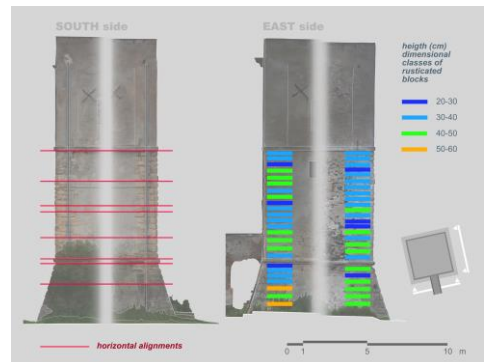 SOUTH side
EAST side
heigth (cm)
dimensional
classes of
rusticated
blocks
20-30
30-40
40-50
50-60
horizontal alignments
0 1 5 10 m